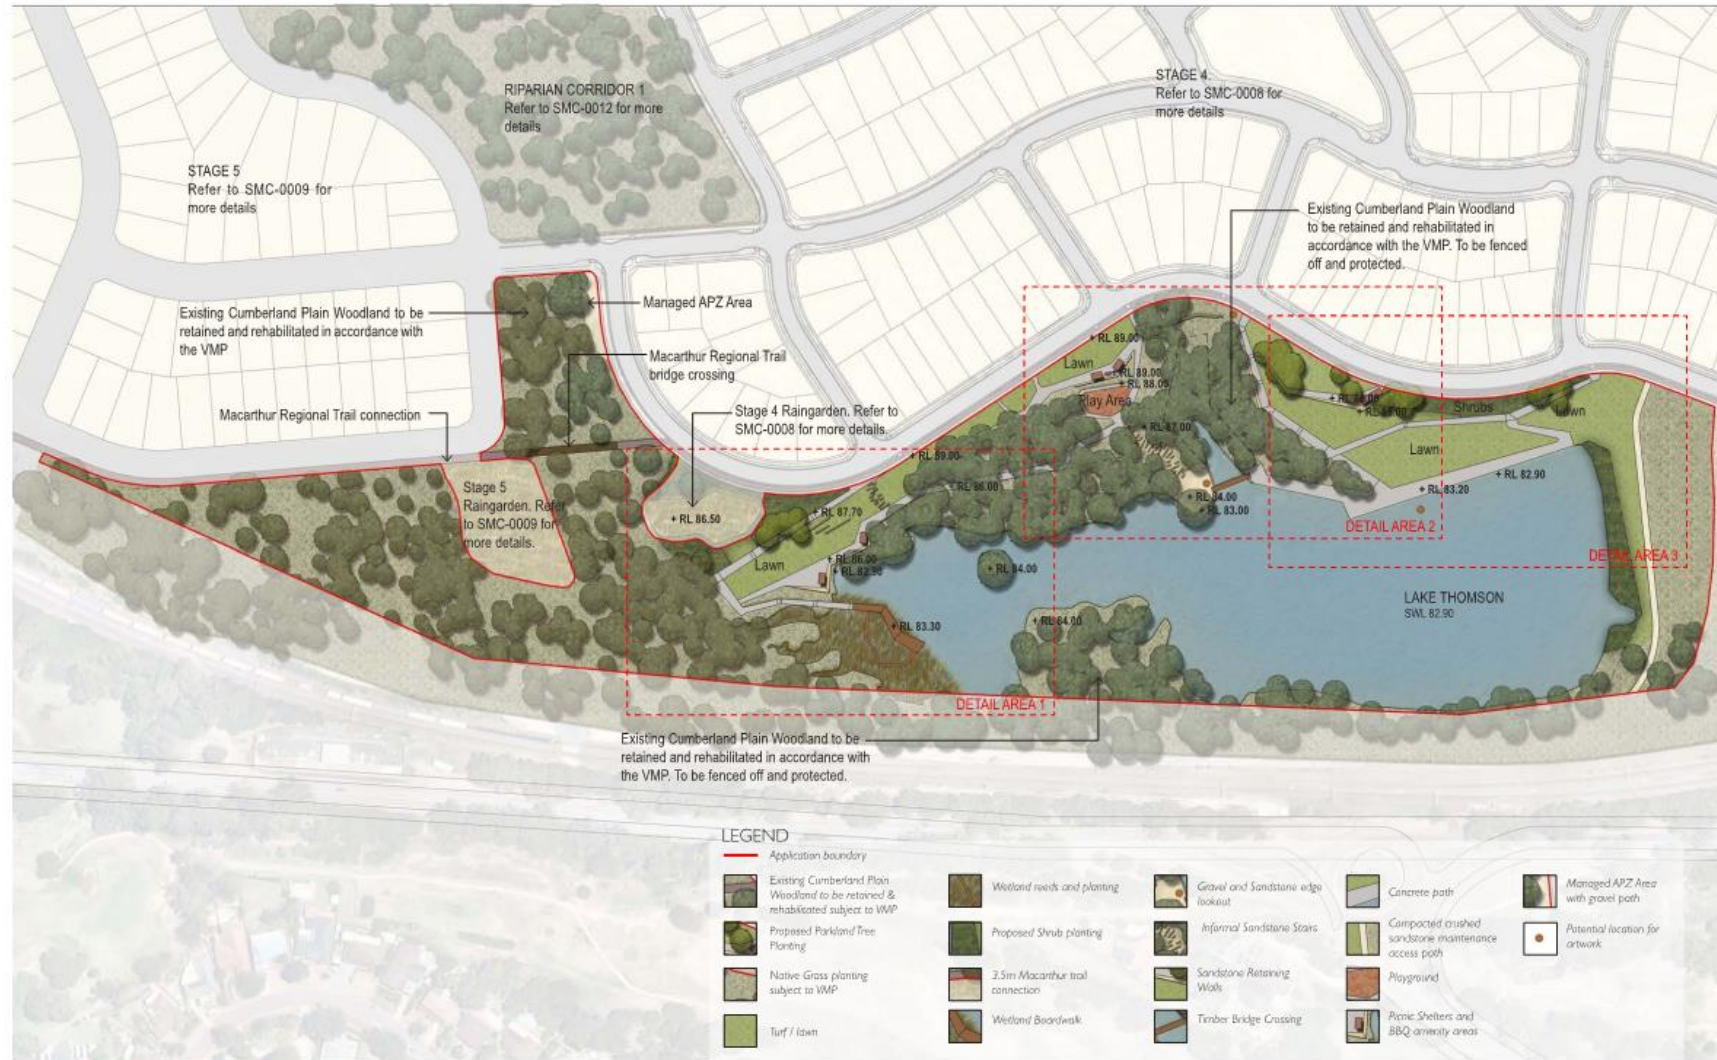 RIPARIAN CORRIDOR 1
Refer to SMC-0012 for more
details
STAGE 4
Refer to SMC-0008 for
more details
STAGE 5
Refer to SMC-0009 for
more details
Existing Cumberland Plain Woodland
to be retained and rehabilitated in
accordance with the VMP. To be fenced
off and protected.
Managed APZ Area
Existing Cumberland Plain Woodland to be
retained and rehabilitated in accordance with
the VMP
Macarthur Regional Trail
bridge crossing
Macarthur Regional Trail connection
Stage 4 Raingarden. Refer to
SMC-0008 for more details.
Stage 5
Raingarden. Refer
to SMC-0009 for
more details.
+ RL 86.50
+ RL 89.00
Lawn
+ RL 89.00
+ RL 88.00
Play Area
+ RL 87.00
Shrubs
Lawn
Lawn
+ RL 89.00
+ RL 86.00
+ RL 87.70
+ RL 84.00
+ RL 83.00
+ RL 82.90
+ RL 83.20
DETAIL AREA 2
DETAIL AREA 3
Lawn
+ RL 86.00
+ RL 82.90
+ RL 84.00
LAKE THOMSON
SWL 82.90
+ RL 83.30
+ RL 84.00
DETAIL AREA 1
Existing Cumberland Plain Woodland to be
retained and rehabilitated in accordance with
the VMP. To be fenced off and protected.
LEGEND
Application boundary
Existing Cumberland Plain
Woodland to be retained &
rehabilitated subject to VMP
Proposed Parkland Tree
Planting
Native Grass planting
subject to VMP
Turf / lawn
Wetland reeds and planting
Proposed Shrub planting
3.5m Macarthur trail
connection
Wetland Boardwalk
Gravel and Sandstone edge
lookout
Informal Sandstone Stairs
Sandstone Retaining
Walls
Timber Bridge Crossing
Concrete path
Compacted crushed
sandstone maintenance
access path
Playground
Picnic Shelters and
BBQ amenity areas
Managed APZ Area
with gravel path
Potential location for
artwork